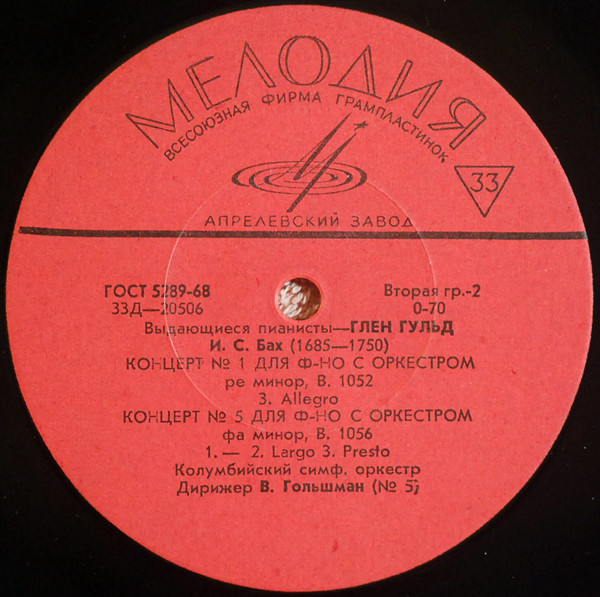 МЕЛОДИЯ
ВСЕСОЮЗНАЯ ФИРМА ГРАМПЛАСТИНОК
33
АПРЕЛЕВСКИЙ ЗАВОД
ГОСТ 5289-68 Вторая гр.-2
33Д—20506 0-70
Выдающиеся пианисты—ГЛЕН ГУЛЬД
И. С. Бах (1685—1750)
КОНЦЕРТ № 1 ДЛЯ Ф-НО С ОРКЕСТРОМ
ре минор, В. 1052
3. Allegro
КОНЦЕРТ № 5 ДЛЯ Ф-НО С ОРКЕСТРОМ
фа минор, В. 1056
1. — 2. Largo 3. Presto
Колумбийский симф. оркестр
Дирижер В. Гольшман (№ 5)